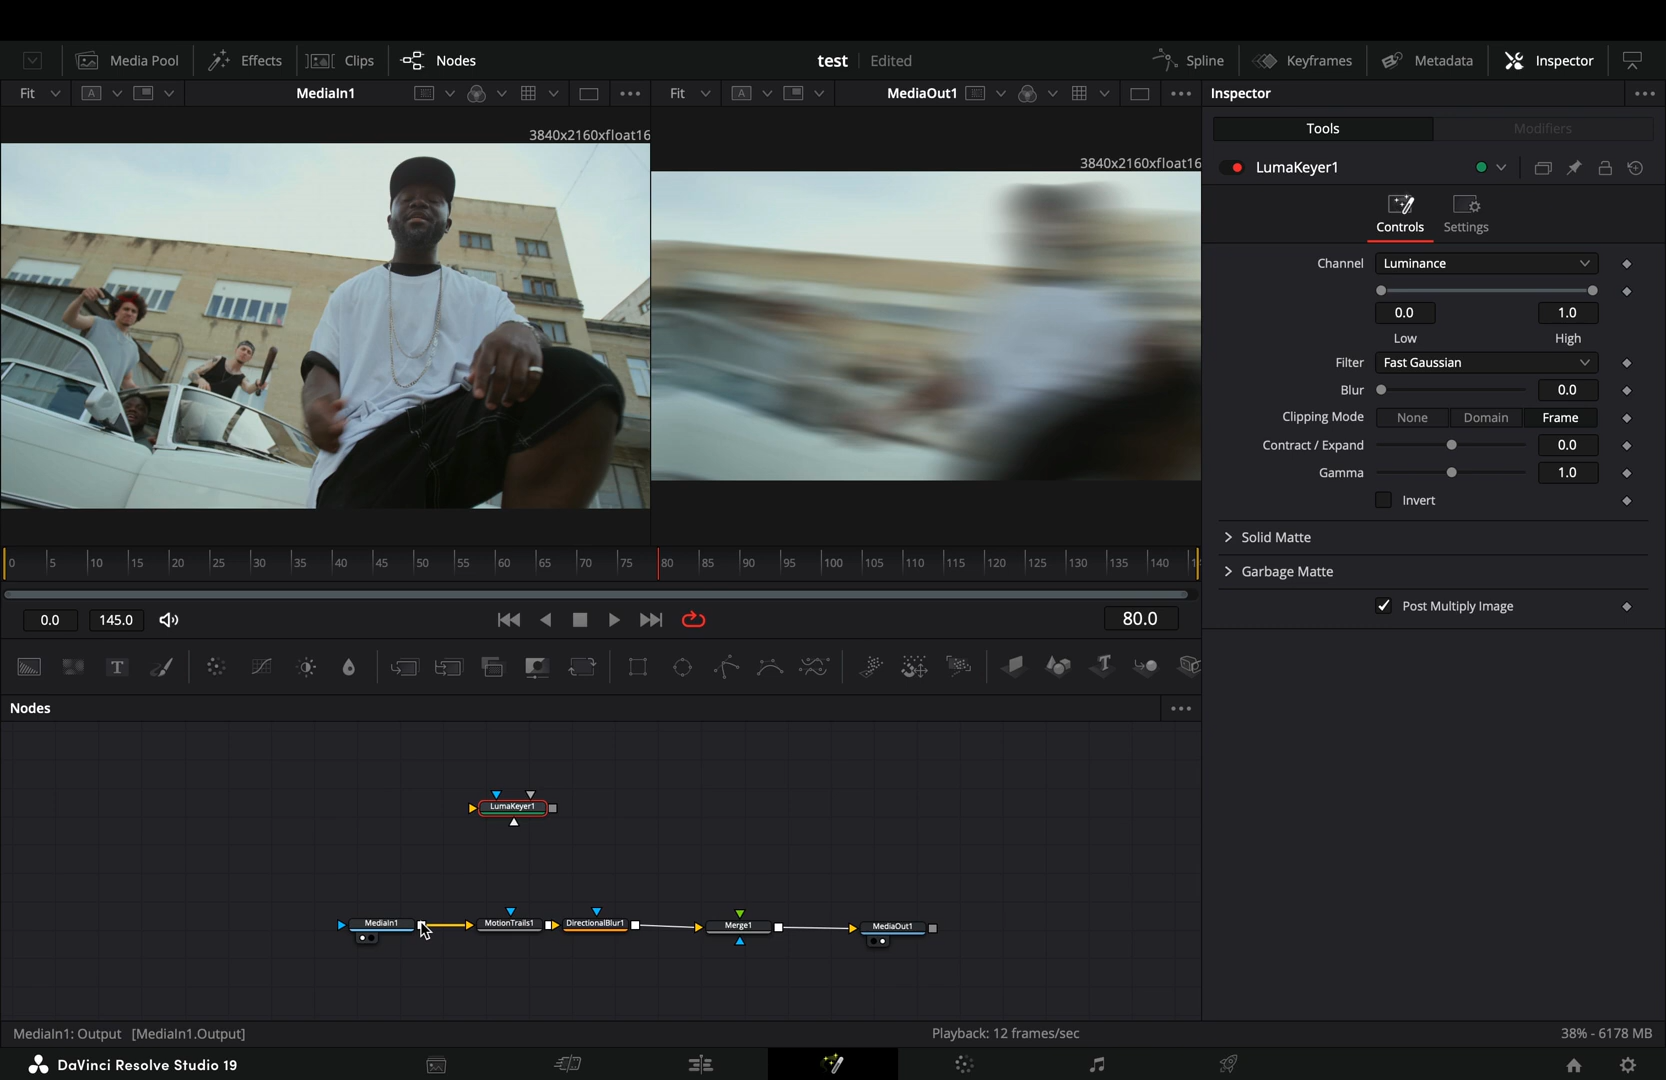 Media Pool
Effects
Clips
Nodes
test
Edited
Spline
Keyframes
Metadata
Inspector
Fit
A
MediaIn1
Fit
A
MediaOut1
Inspector
3840x2160xfloat16
3840x2160xfloat16
Tools
Modifiers
LumaKeyer1
Controls
Settings
Channel
Luminance
0.0
1.0
Low
High
Filter
Fast Gaussian
Blur
0.0
Clipping Mode
None
Domain
Frame
Contract / Expand
0.0
Gamma
1.0
Invert
Solid Matte
Garbage Matte
Post Multiply Image
0 5 10 15 20 25 30 35 40 45 50 55 60 65 70 75 80 85 90 95 100 105 110 115 120 125 130 135 140
0.0
145.0
80.0
T
Nodes
LumaKeyer1
MediaIn1
MotionTrails1
DirectionalBlur1
Merge1
MediaOut1
MediaIn1: Output [MediaIn1.Output]
Playback: 12 frames/sec
38% - 6178 MB
DaVinci Resolve Studio 19